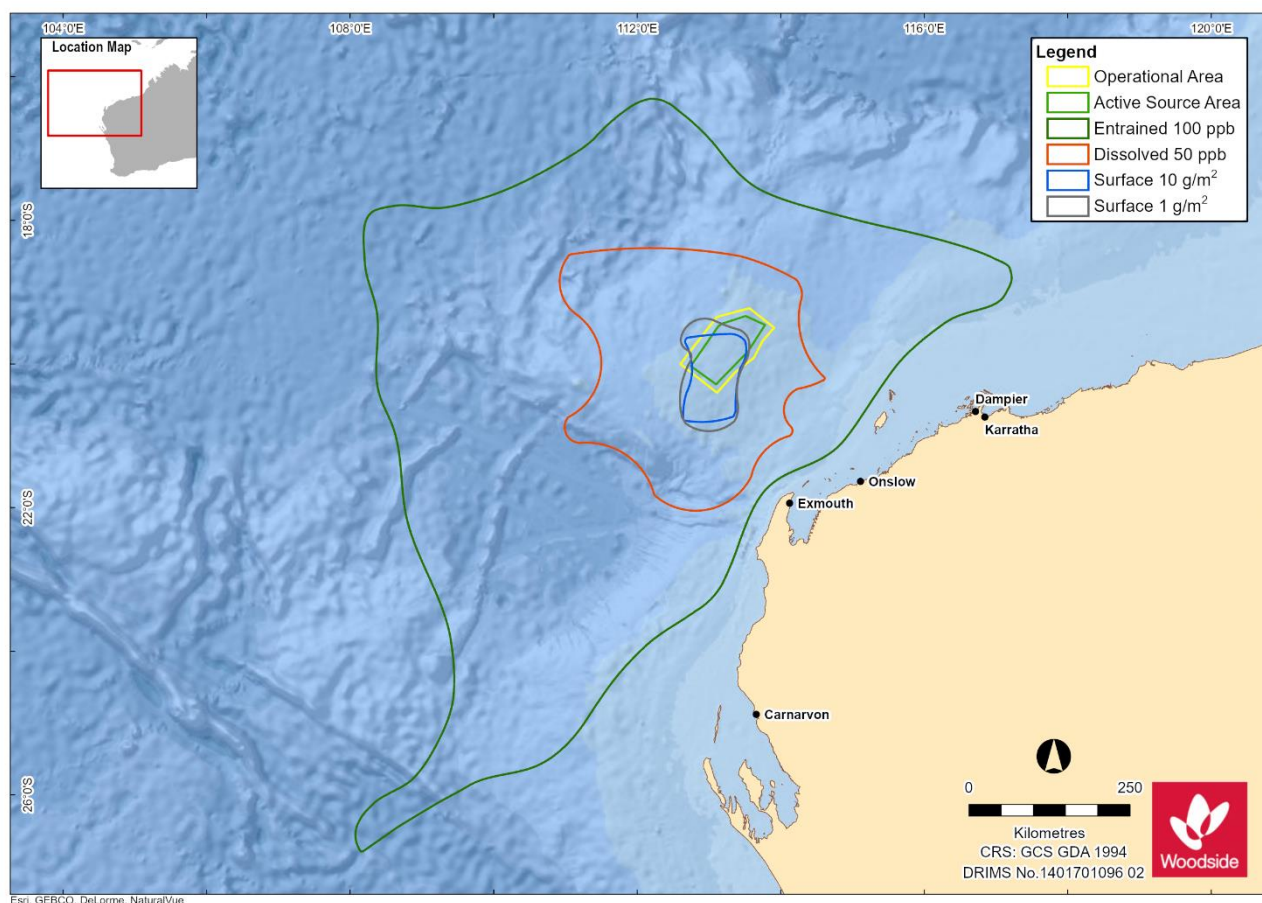 104°0'E
108°0'E
112°0'E
116°0'E
120°0'E
Location Map
Legend
Operational Area
Active Source Area
Entrained 100 ppb
Dissolved 50 ppb
Surface 10 g/m²
Surface 1 g/m²
18°0'S
22°0'S
26°0'S
Dampier
Karratha
Onslow
Exmouth
Carnarvon
0 250
Kilometres
CRS: GCS GDA 1994
DRIMS No.1401701096 02
Woodside
Esri, GEBCO, DeLorme, NaturalVue